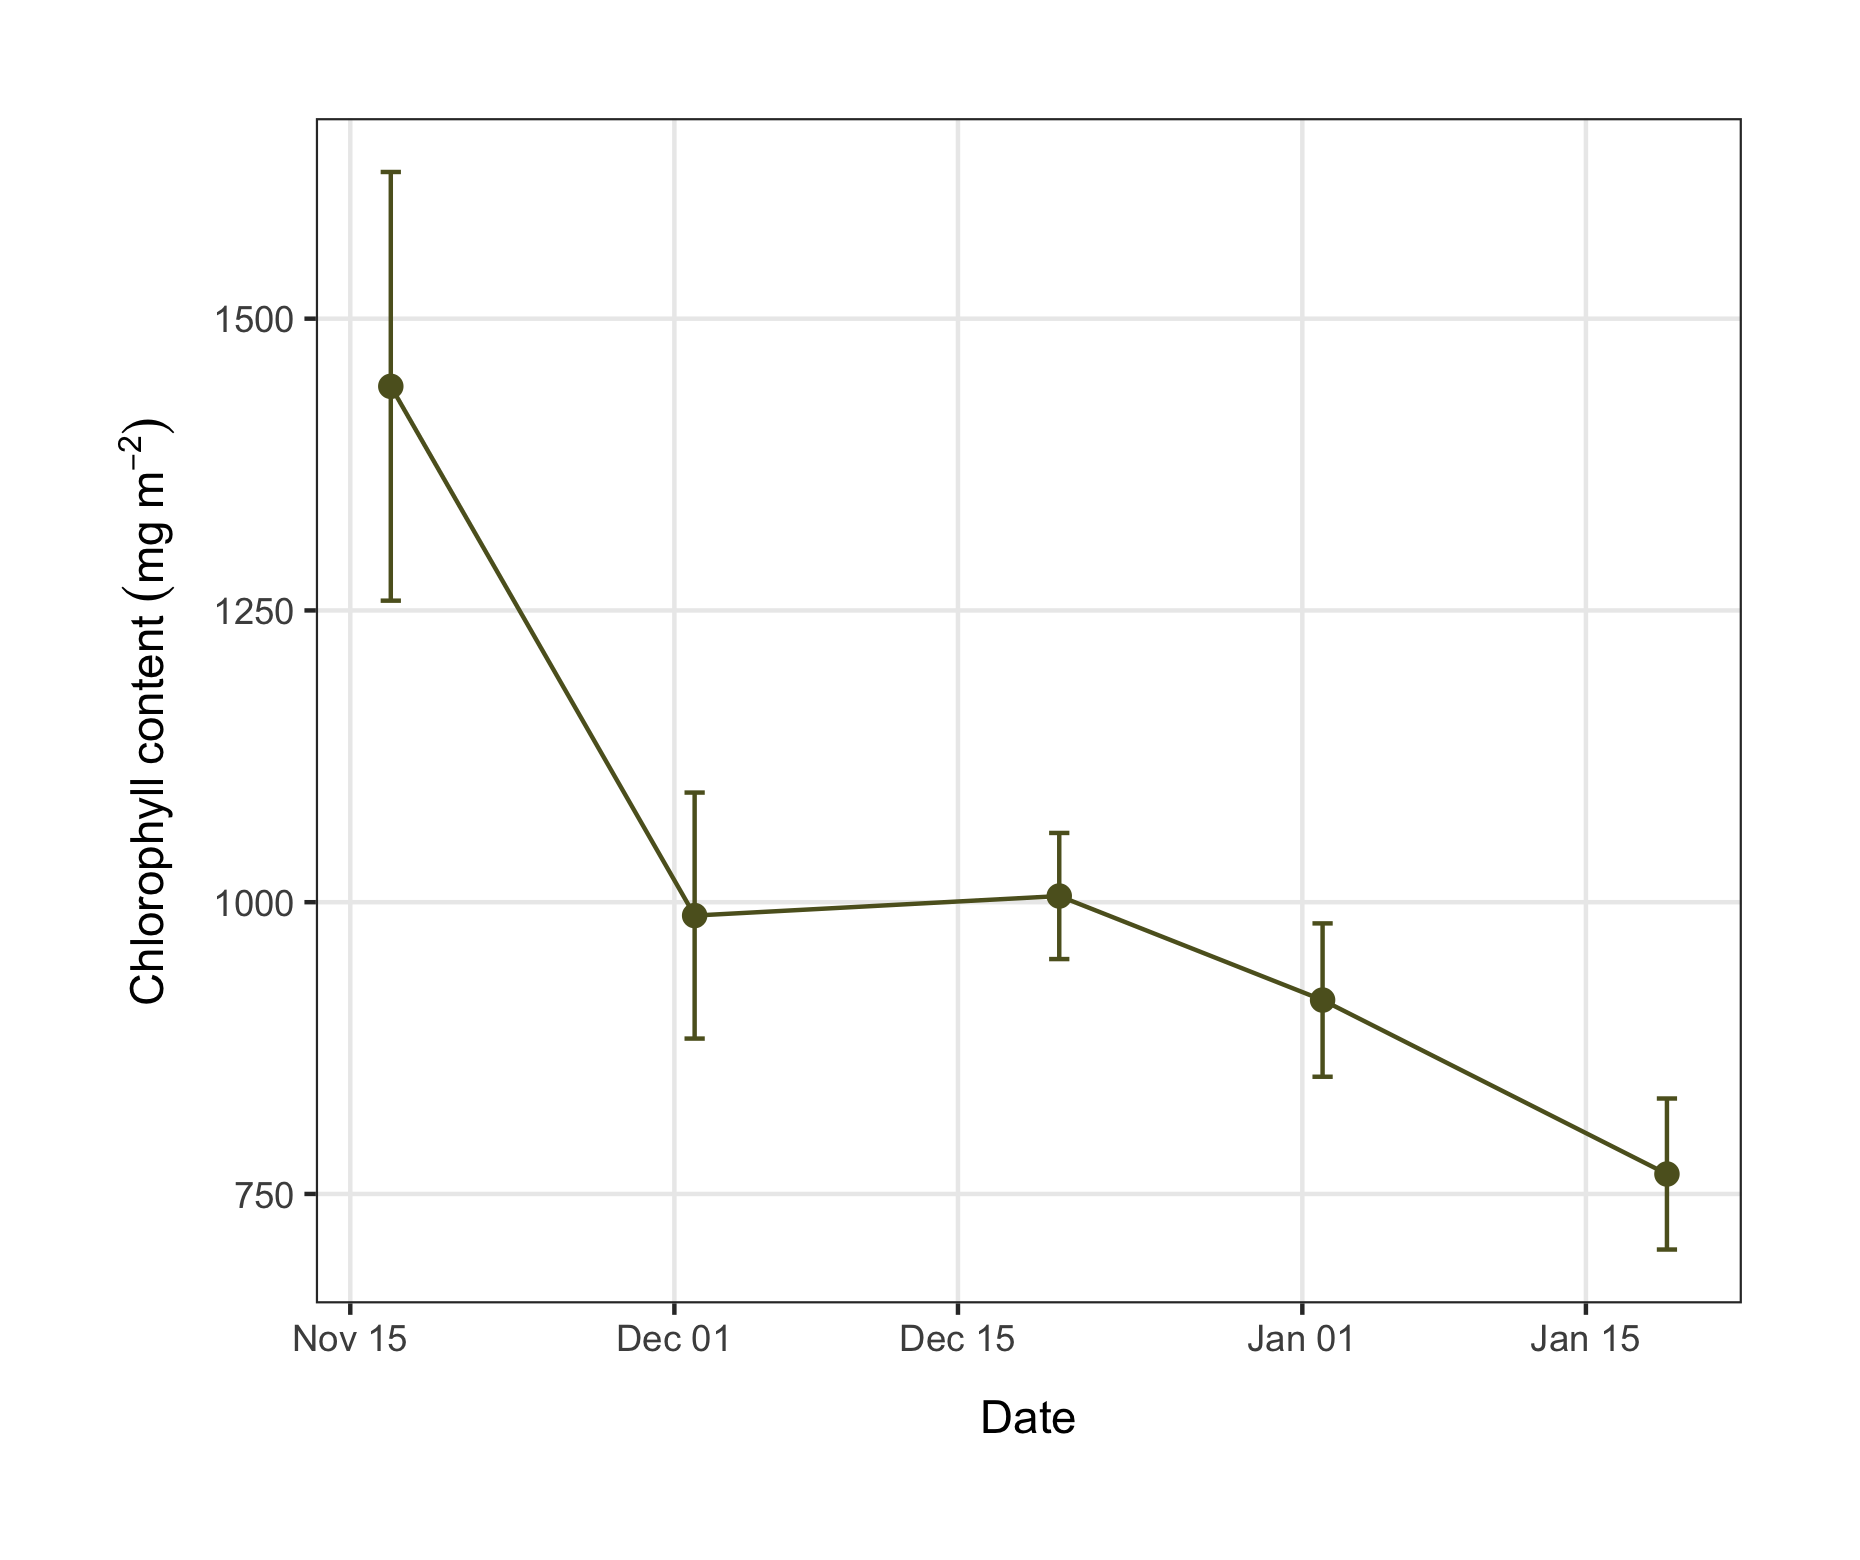 Chlorophyll content (mg m⁻²)
1500
1250
1000
750
Nov 15 Dec 01 Dec 15 Jan 01 Jan 15
Date